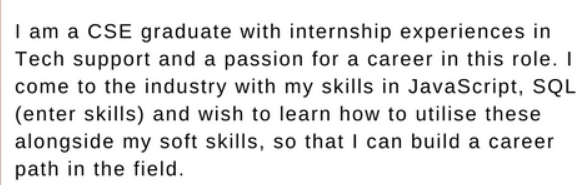 I am a CSE graduate with internship experiences in
Tech support and a passion for a career in this role. I
come to the industry with my skills in JavaScript, SQL
(enter skills) and wish to learn how to utilise these
alongside my soft skills, so that I can build a career
path in the field.